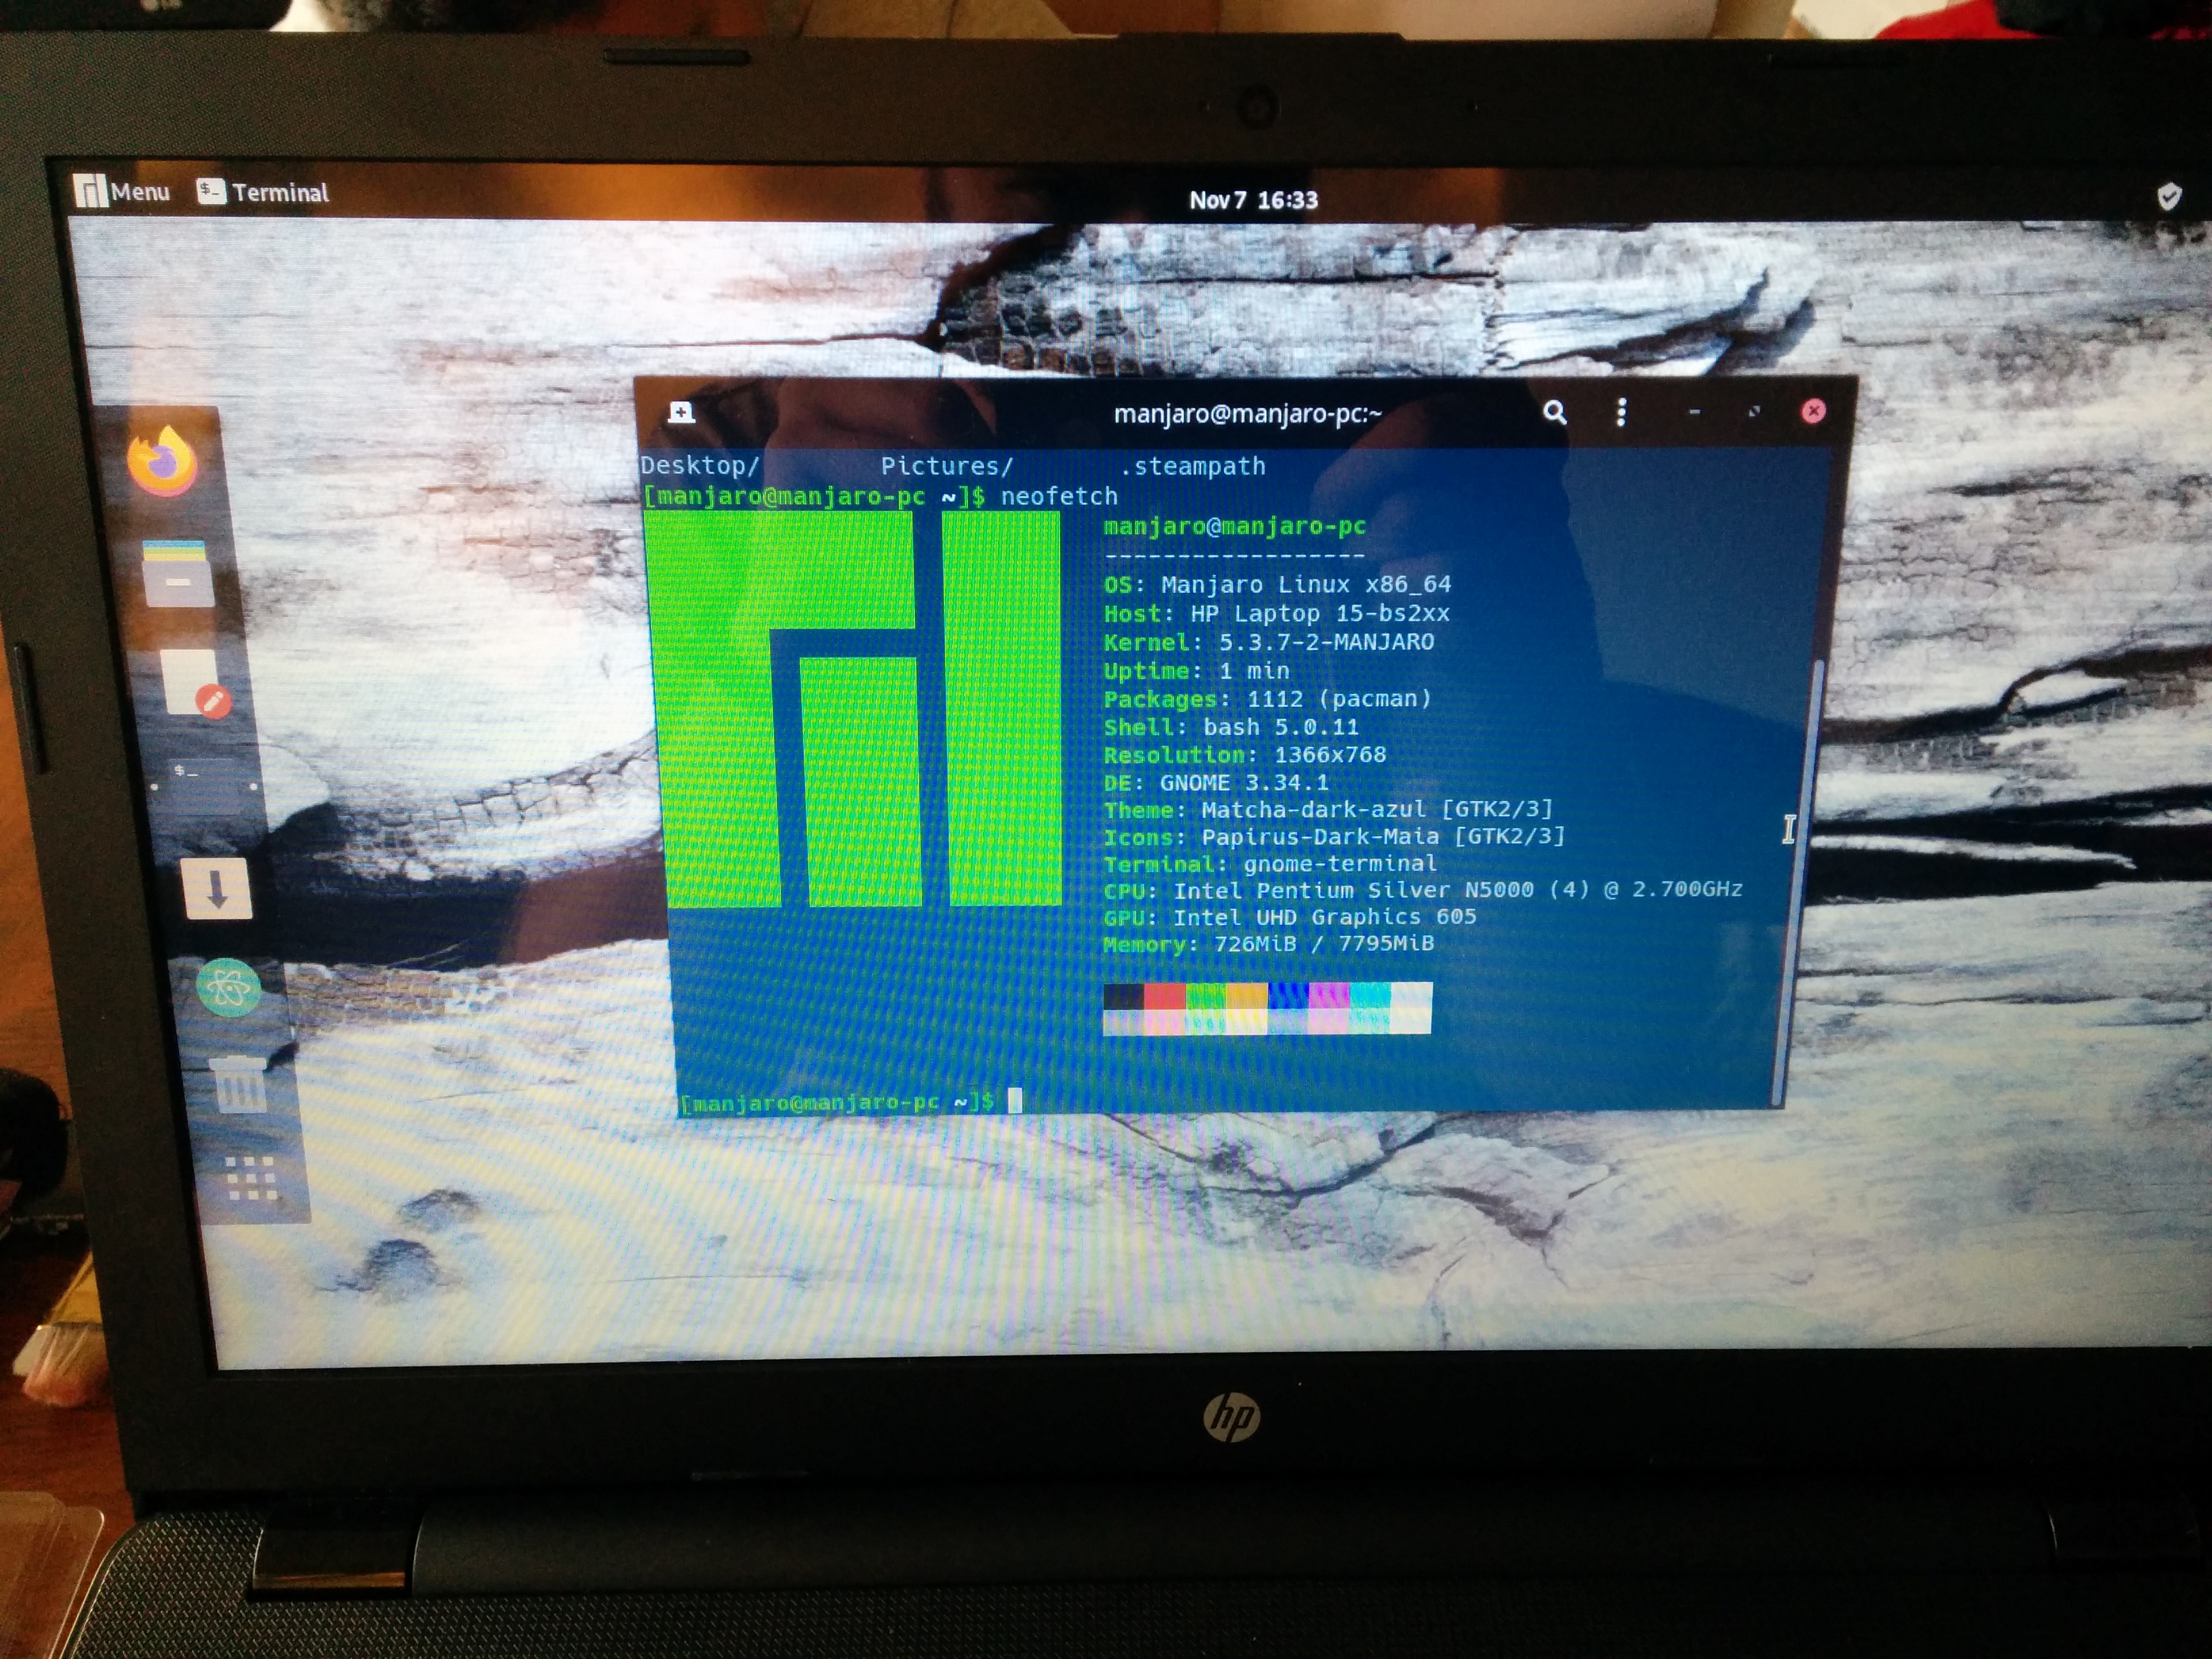 Menu $_ Terminal
Nov 7 16:33
manjaro@manjaro-pc:~
Desktop/ Pictures/ .steampath
[manjaro@manjaro-pc ~]$ neofetch
manjaro@manjaro-pc
------------------
OS: Manjaro Linux x86_64
Host: HP Laptop 15-bs2xx
Kernel: 5.3.7-2-MANJARO
Uptime: 1 min
Packages: 1112 (pacman)
Shell: bash 5.0.11
Resolution: 1366x768
DE: GNOME 3.34.1
Theme: Matcha-dark-azul [GTK2/3]
Icons: Papirus-Dark-Maia [GTK2/3]
Terminal: gnome-terminal
CPU: Intel Pentium Silver N5000 (4) @ 2.700GHz
GPU: Intel UHD Graphics 605
Memory: 726MiB / 7795MiB
[manjaro@manjaro-pc ~]$
$_
hp